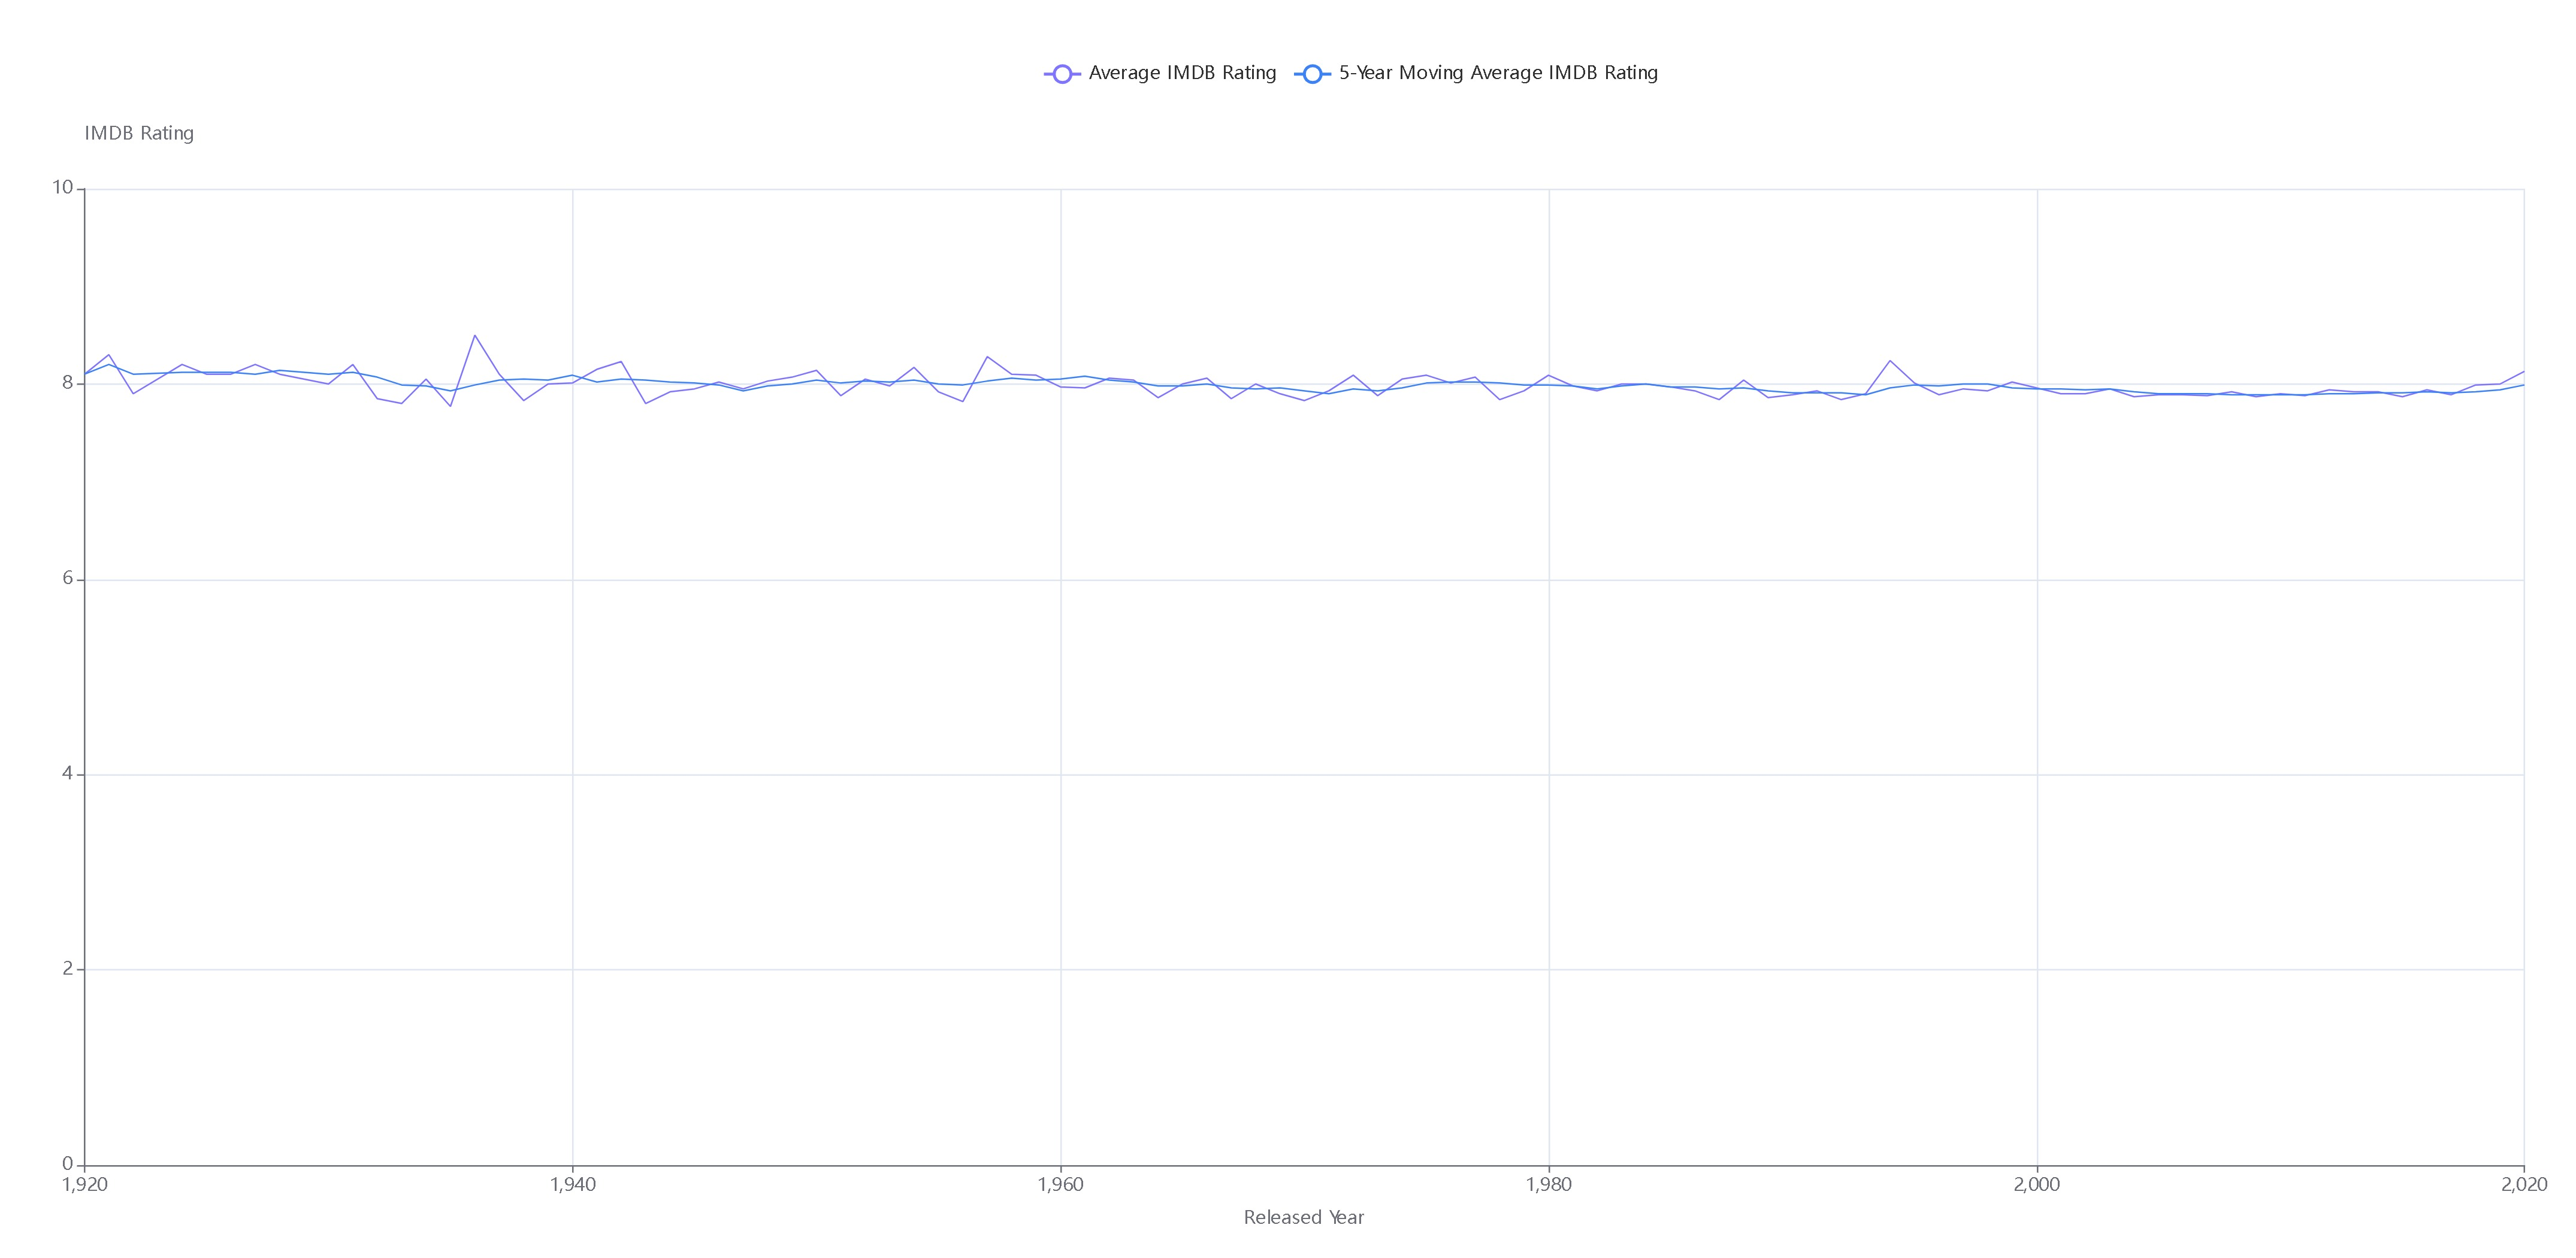 Average IMDB Rating 5-Year Moving Average IMDB Rating
IMDB Rating
10
8
6
4
2
0
1,920 1,940 1,960 1,980 2,000 2,020
Released Year